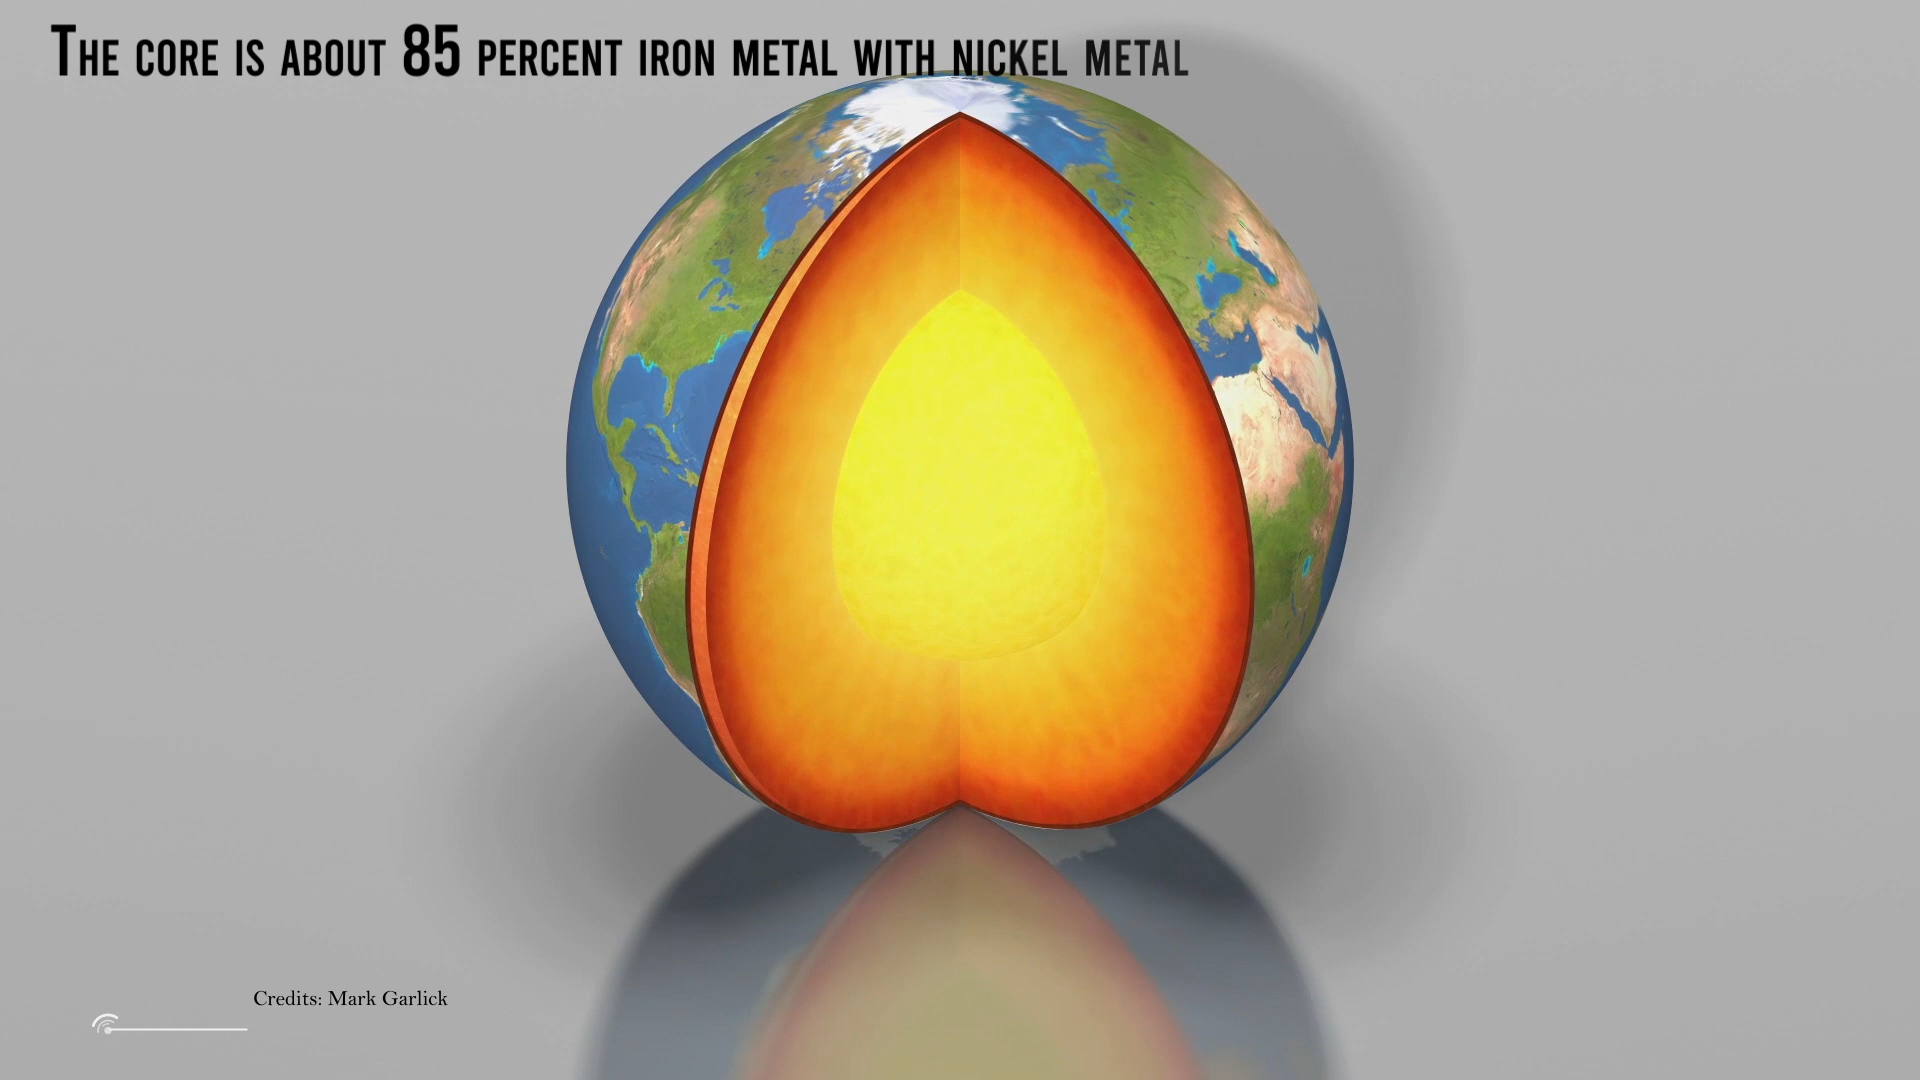 The core is about 85 percent iron metal with nickel metal
Credits: Mark Garlick